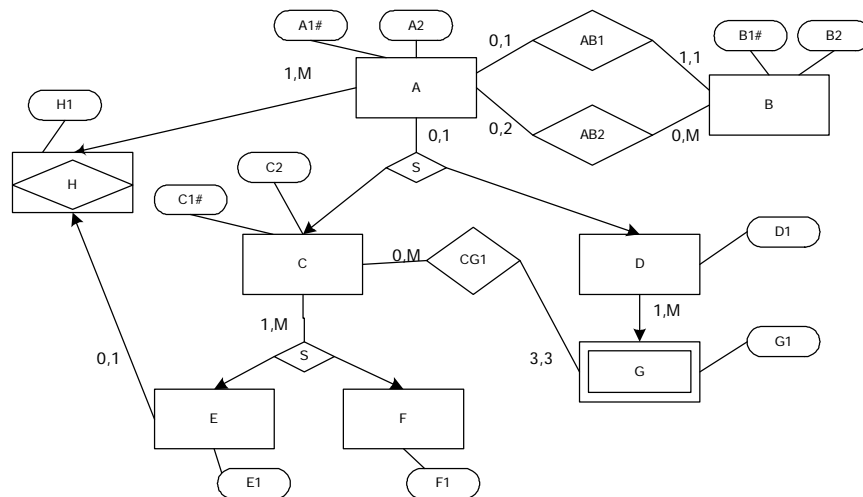 A1#
A2
B1#
B2
0,1
AB1
1,1
1,M
A
B
H1
0,2
AB2
0,M
0,1
S
C2
H
C1#
D1
C
0,M
CG1
D
1,M
1,M
G1
0,1
S
3,3
G
E
F
E1
F1